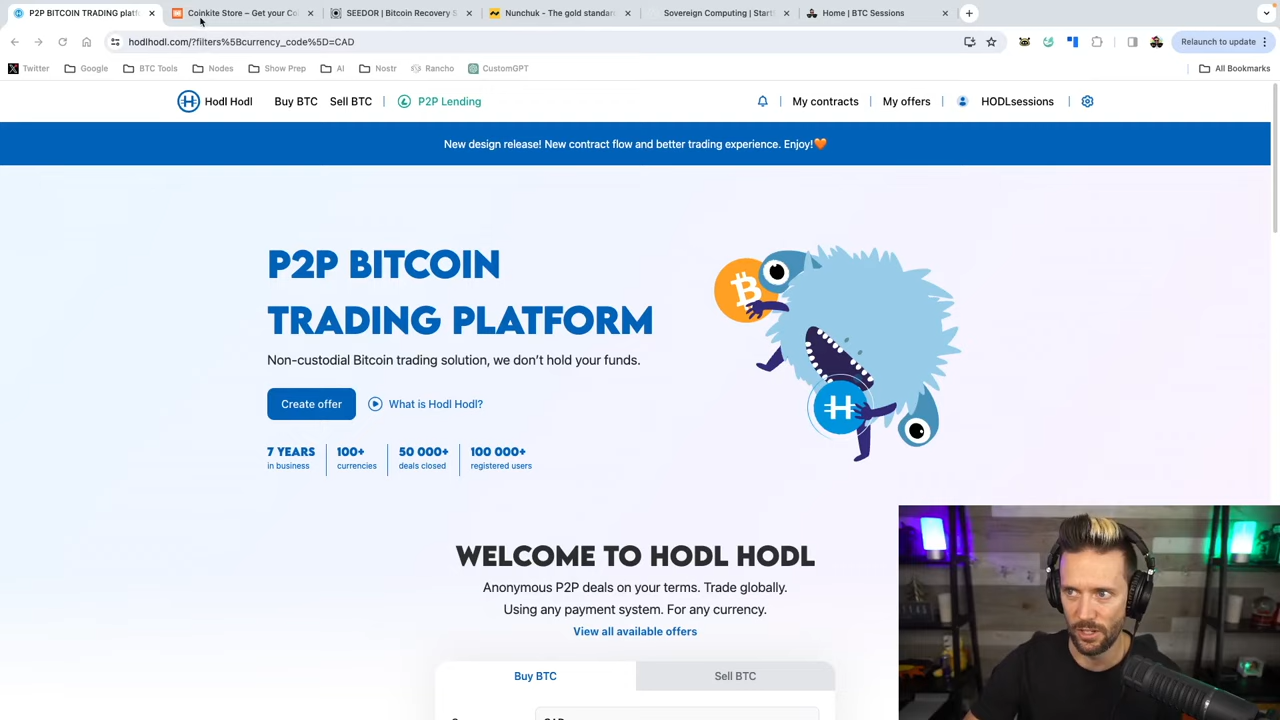 P2P BITCOIN TRADING platf
Coinkite Store – Get your Co
SEEDOR | Bitcoin Recovery S
Nunchuk - The gold standar
Sovereign Computing | Start
Home | BTC Sessions
hodlhodl.com/?filters%5Bcurrency_code%5D=CAD
Relaunch to update
Twitter
Google
BTC Tools
Nodes
Show Prep
AI
Nostr
Rancho
CustomGPT
All Bookmarks
Hodl Hodl
Buy BTC
Sell BTC
P2P Lending
My contracts
My offers
HODLsessions
New design release! New contract flow and better trading experience. Enjoy!🧡
P2P BITCOIN
TRADING PLATFORM
Non-custodial Bitcoin trading solution, we don't hold your funds.
Create offer
What is Hodl Hodl?
7 YEARS
in business
100+
currencies
50 000+
deals closed
100 000+
registered users
WELCOME TO HODL HODL
Anonymous P2P deals on your terms. Trade globally.
Using any payment system. For any currency.
View all available offers
Buy BTC
Sell BTC
CAD